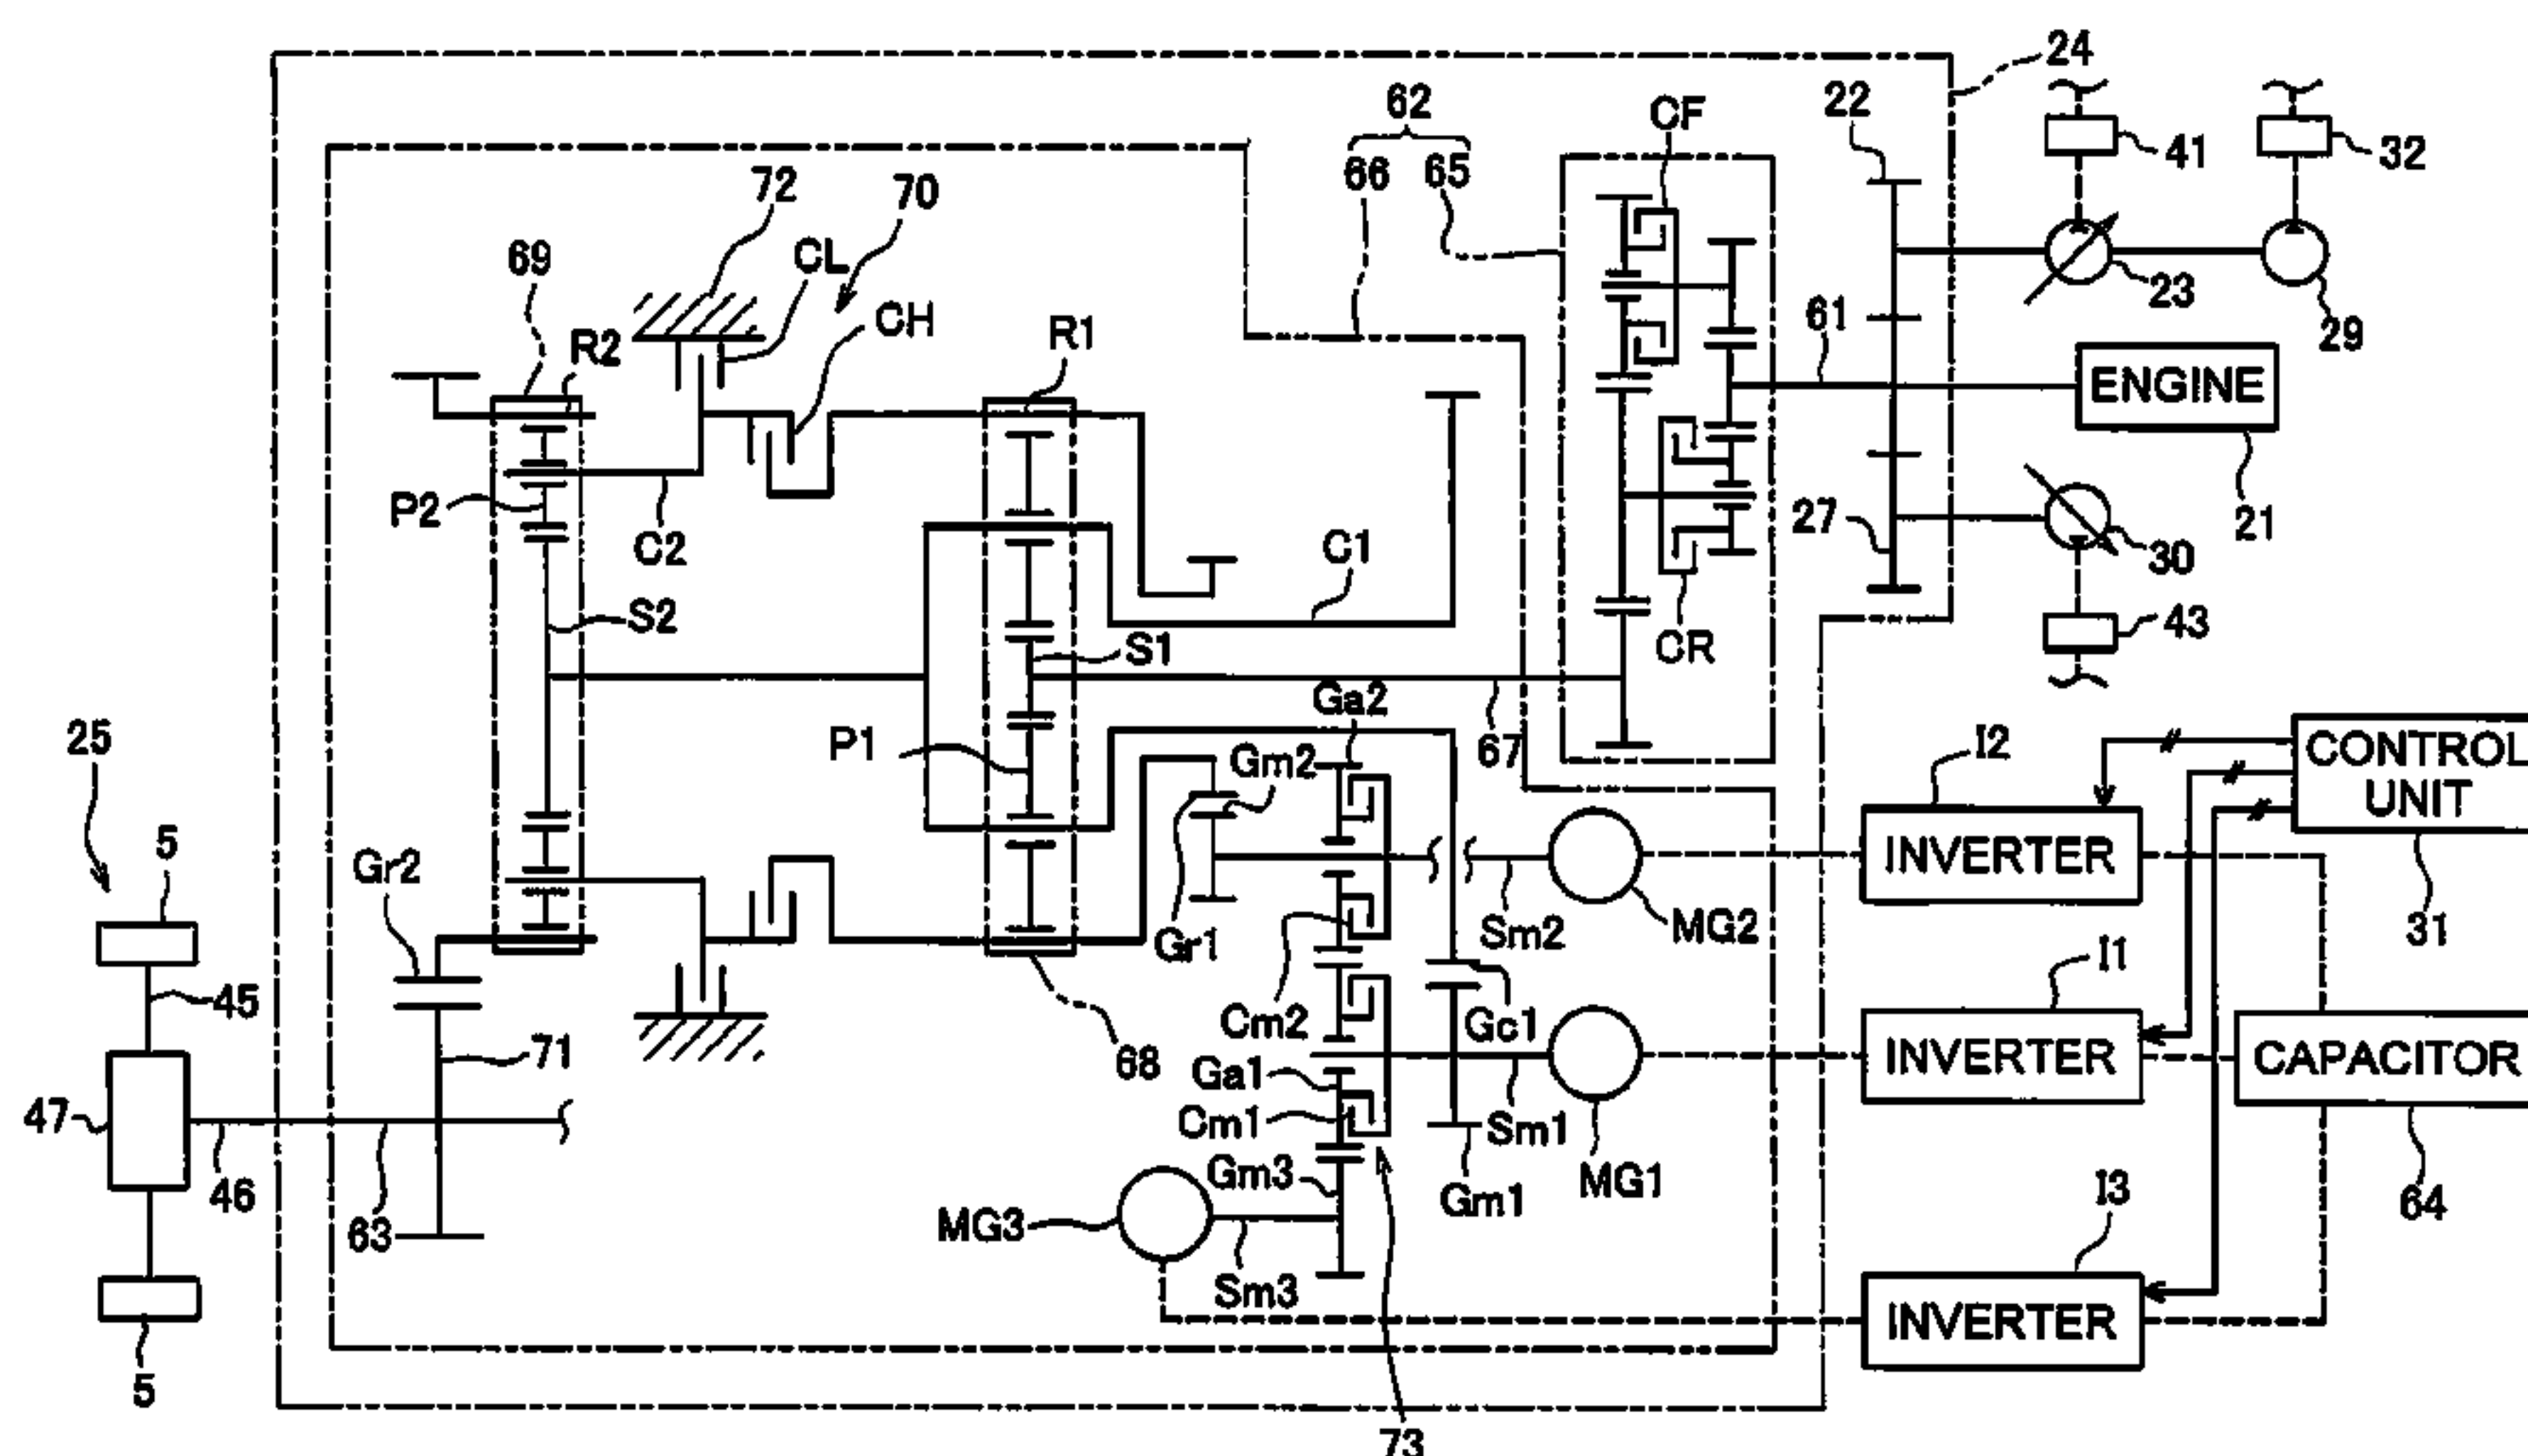 24
62
22
CF
41
32
72
70
66
65
CL
69
CH
R1
61
23
29
R2
ENGINE
P2
C2
C1
27
21
30
S2
S1
CR
43
Ga2
25
P1
67
I2
CONTROL
UNIT
Gm2
5
Gr2
INVERTER
Gr1
Sm2
MG2
31
I1
45
Cm2
Gc1
71
68
Ga1
INVERTER
CAPACITOR
47
Cm1
Sm1
46
63
Gm3
Gm1
MG1
I3
64
MG3
Sm3
INVERTER
5
73